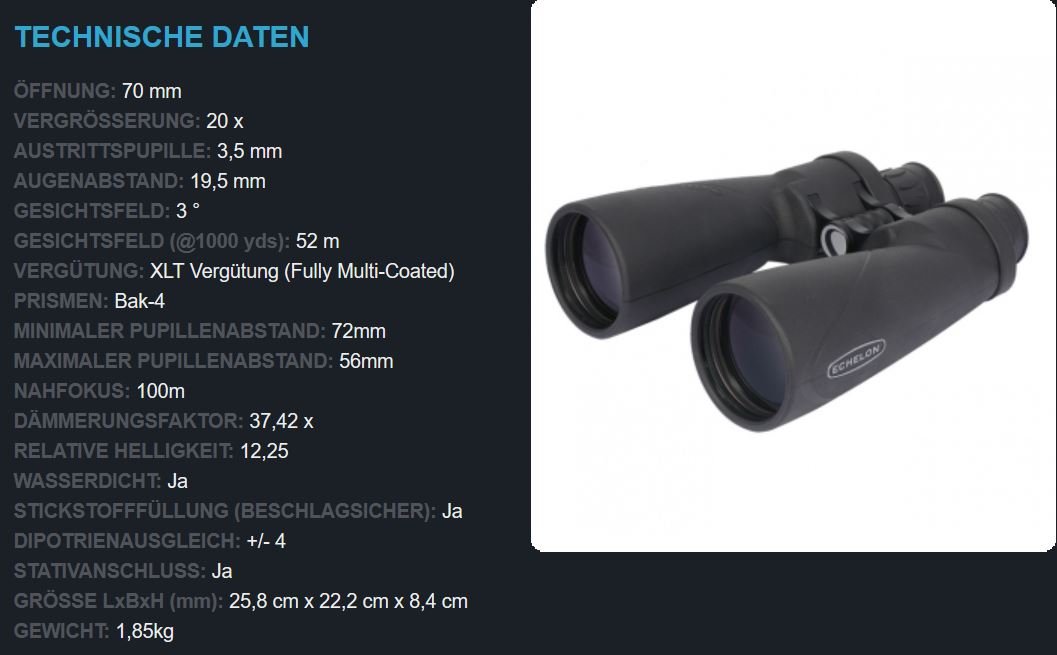 TECHNISCHE DATEN
ÖFFNUNG: 70 mm
VERGRÖSSERUNG: 20 x
AUSTRITTSPUPILLE: 3,5 mm
AUGENABSTAND: 19,5 mm
GESICHTSFELD: 3 °
GESICHTSFELD (@1000 yds): 52 m
VERGÜTUNG: XLT Vergütung (Fully Multi-Coated)
PRISMEN: Bak-4
MINIMALER PUPILLENABSTAND: 72mm
MAXIMALER PUPILLENABSTAND: 56mm
NAHFOKUS: 100m
DÄMMERUNGSFAKTOR: 37,42 x
RELATIVE HELLIGKEIT: 12,25
WASSERDICHT: Ja
STICKSTOFFFÜLLUNG (BESCHLAGSICHER): Ja
DIPOTRIENAUSGLEICH: +/- 4
STATIVANSCHLUSS: Ja
GRÖSSE LxBxH (mm): 25,8 cm x 22,2 cm x 8,4 cm
GEWICHT: 1,85kg
ECHELON